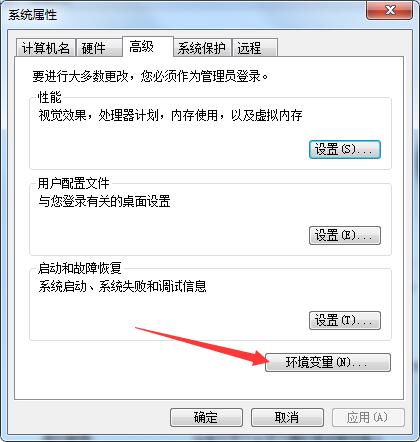 系统属性
计算机名 硬件 高级 系统保护 远程
要进行大多数更改，您必须作为管理员登录。
性能
视觉效果，处理器计划，内存使用，以及虚拟内存
设置(S)...
用户配置文件
与您登录有关的桌面设置
设置(E)...
启动和故障恢复
系统启动、系统失败和调试信息
设置(T)...
环境变量(N)...
确定 取消 应用(A)